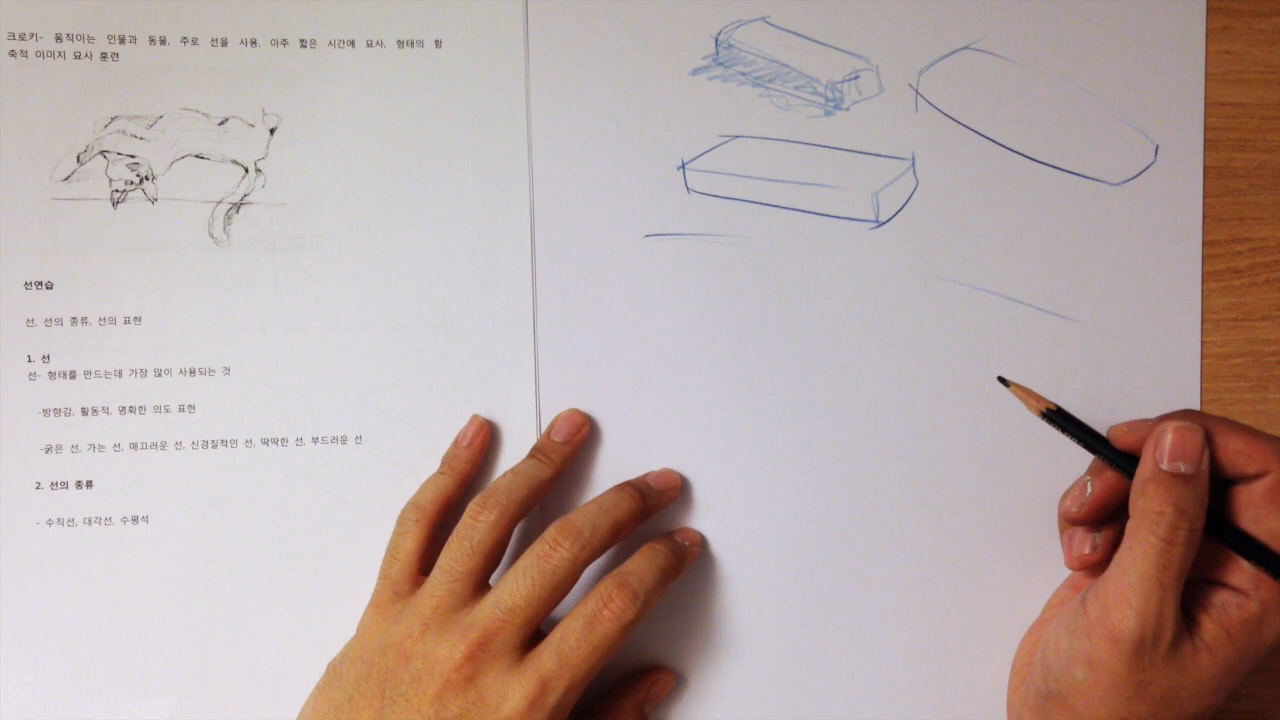 크로키- 움직이는 인물과 동물, 주로 선을 사용, 아주 짧은 시간에 묘사, 형태의 함
축적 이미지 묘사 훈련
선연습
선, 선의 종류, 선의 표현
1. 선
선- 형태를 만드는데 가장 많이 사용되는 것
-방향감, 활동적, 명확한 의도 표현
-굵은 선, 가는 선, 매끄러운 선, 신경질적인 선, 딱딱한 선, 부드러운 선
2. 선의 종류
- 수직선, 대각선, 수평석